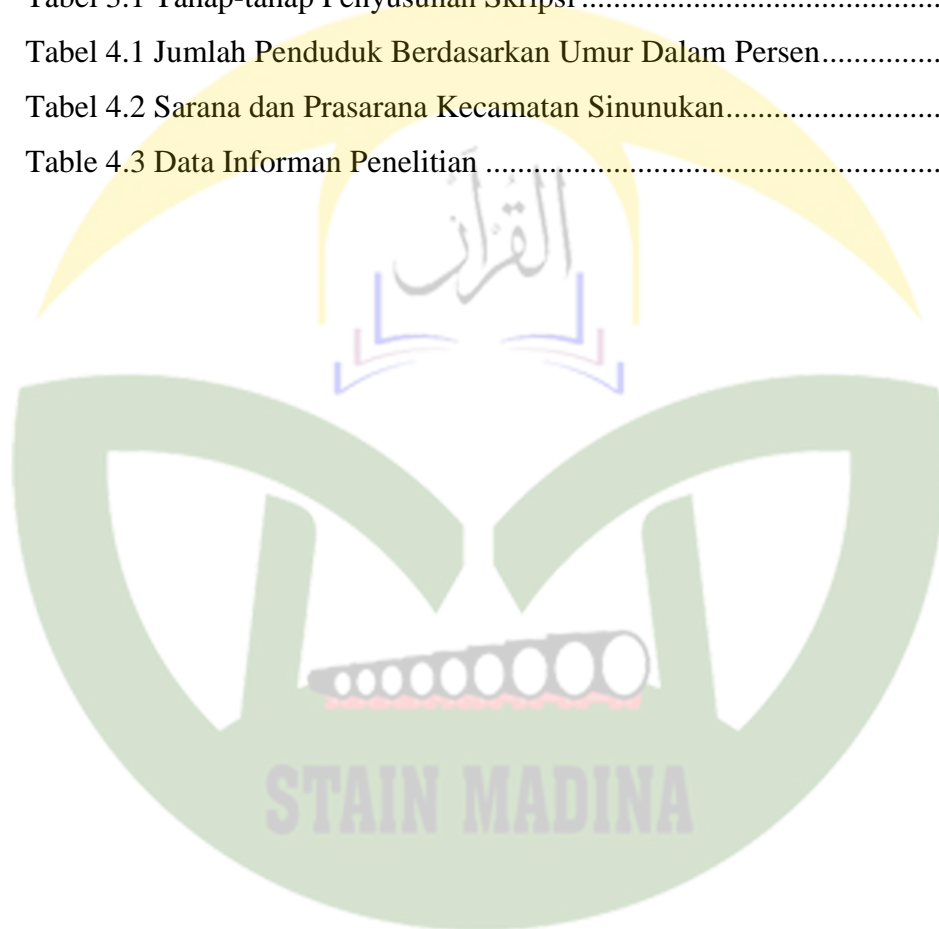 Tabel 3.1 Tahap-tahap Penyusunan Skripsi ........................................
Tabel 4.1 Jumlah Penduduk Berdasarkan Umur Dalam Persen..............
Tabel 4.2 Sarana dan Prasarana Kecamatan Sinunukan.........................
Table 4.3 Data Informan Penelitian .....................................................
القرآن
STAIN MADINA